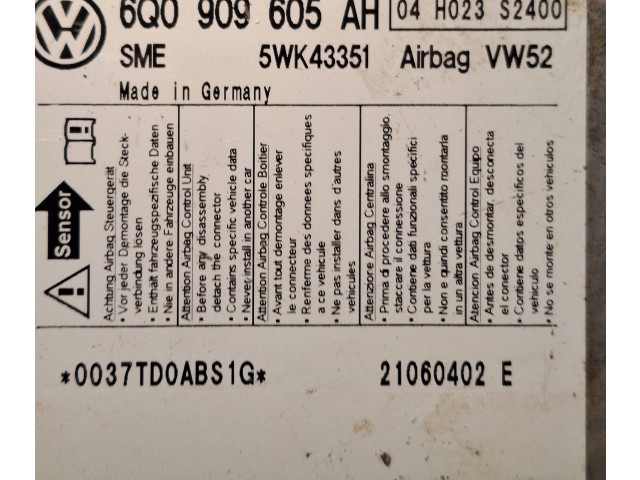 6Q0 909 605 AH 04 H023 S2400
SME 5WK43351 Airbag VW52
Made in Germany
Sensor
Achtung Airbag Steuergerät
• Vor jeder Demontage die Steck-
verbindung lösen
• Enthält fahrzeugspezifische Daten
• Nie in andere Fahrzeuge einbauen
Attention Airbag Control Unit
• Before any disassembly
detach the connector
• Contains specific vehicle data
• Never install in another car
Attention Airbag Controle Boitier
• Avant tout demontage enlever
le connecteur
• Renferme des donnees specifiques
a ce vehicule
• Ne pas installer dans d'autres
vehicules
Attenzione Airbag Centralina
• Prima di procedere allo smontaggio,
staccare il connessione
• Contiene dati funzionali specifici
per la vettura
• Non e quindi consentito montarla
in un altra vettura
Atencion Airbag Control Equipo
• Antes de desmontar, desconecta
el conector
• Contiene datos especificos del
vehiculo
• No se monte en otros vehiculos
*0037TD0ABS1G* 21060402 E